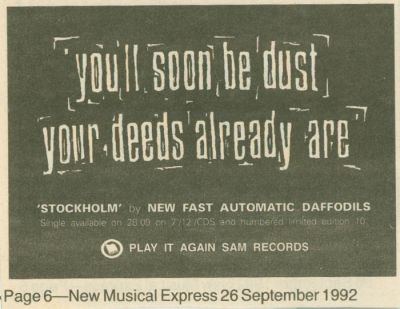 'you'll soon be dust
your deeds already are'
'STOCKHOLM' by NEW FAST AUTOMATIC DAFFODILS
Single available on 28.09 on 7"/12"/CDS and numbered limited edition 10"
PLAY IT AGAIN SAM RECORDS
Page 6—New Musical Express 26 September 1992